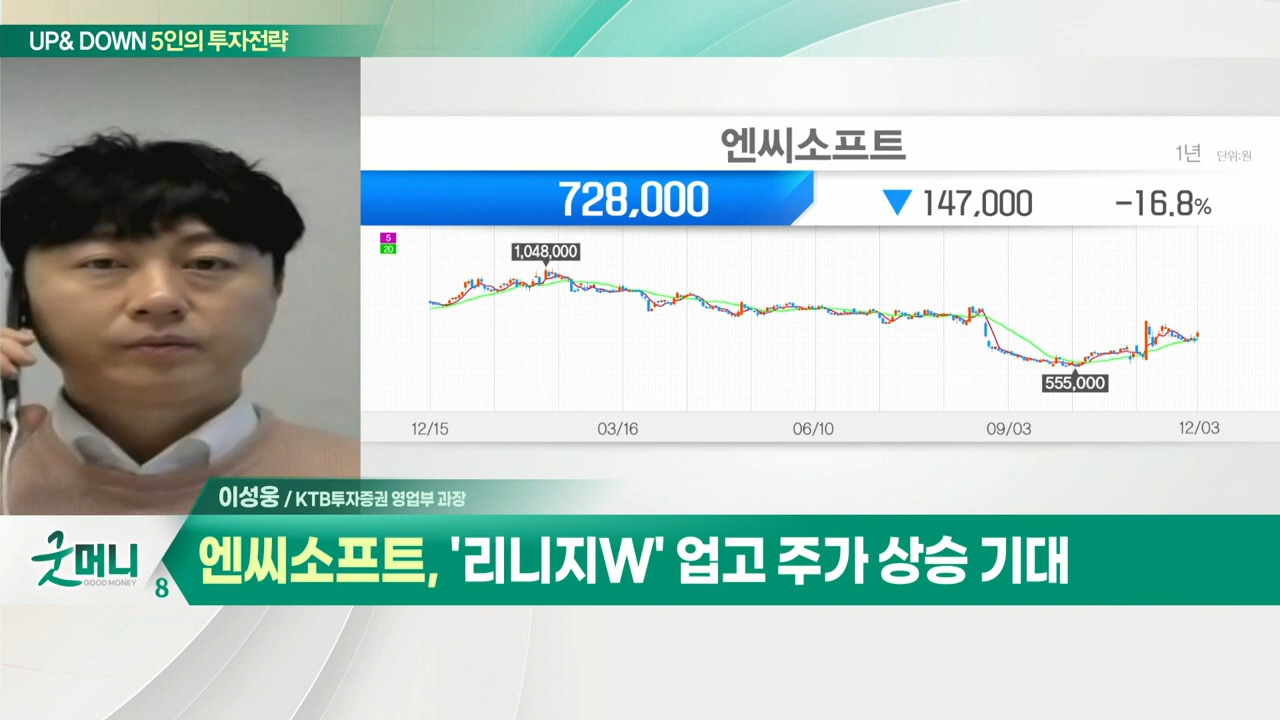 UP& DOWN 5인의 투자전략
엔씨소프트
1년 단위:원
728,000 ▼ 147,000 -16.8%
5
20
1,048,000
555,000
12/15 03/16 06/10 09/03 12/03
이성웅 / KTB투자증권 영업부 과장
굿머니
GOOD MONEY
8
엔씨소프트, '리니지W' 업고 주가 상승 기대